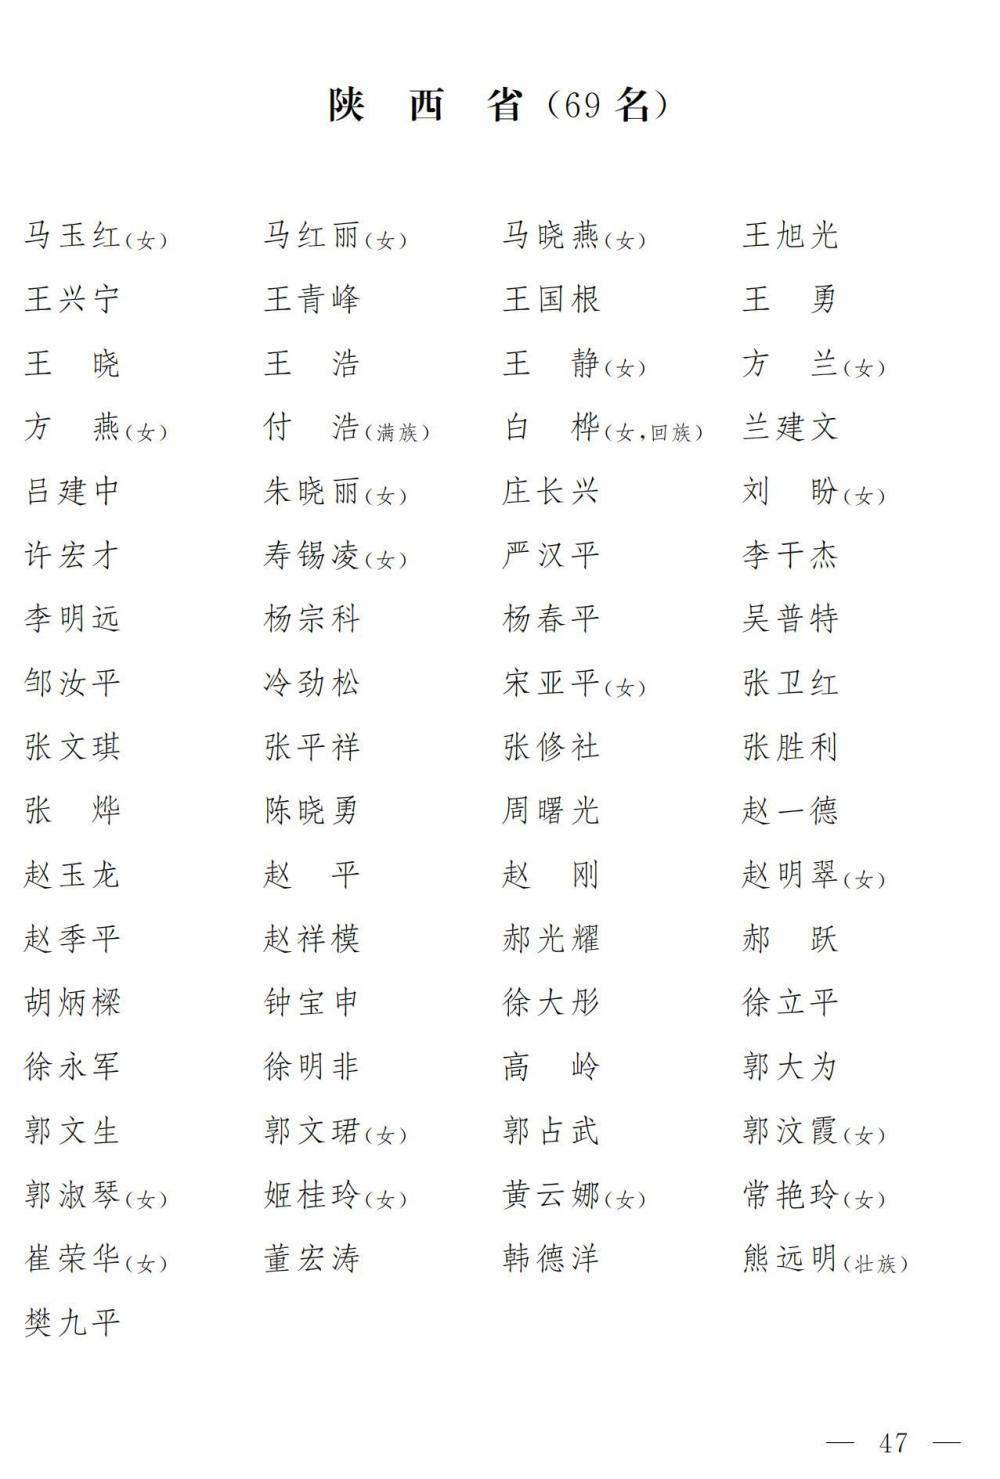 陕　西　省（69名）
马玉红（女）　马红丽（女）　马晓燕（女）　王旭光
王兴宁　王青峰　王国根　王　勇
王　晓　王　浩　王　静（女）　方　兰（女）
方　燕（女）　付　浩（满族）　白　桦（女，回族）　兰建文
吕建中　朱晓丽（女）　庄长兴　刘　盼（女）
许宏才　寿锡凌（女）　严汉平　李干杰
李明远　杨宗科　杨春平　吴普特
邹汝平　冷劲松　宋亚平（女）　张卫红
张文琪　张平祥　张修社　张胜利
张　烨　陈晓勇　周曙光　赵一德
赵玉龙　赵　平　赵　刚　赵明翠（女）
赵季平　赵祥模　郝光耀　郝　跃
胡炳樑　钟宝申　徐大彤　徐立平
徐永军　徐明非　高　岭　郭大为
郭文生　郭文珺（女）　郭占武　郭汶霞（女）
郭淑琴（女）　姬桂玲（女）　黄云娜（女）　常艳玲（女）
崔荣华（女）　董宏涛　韩德洋　熊远明（壮族）
樊九平
— 47 —